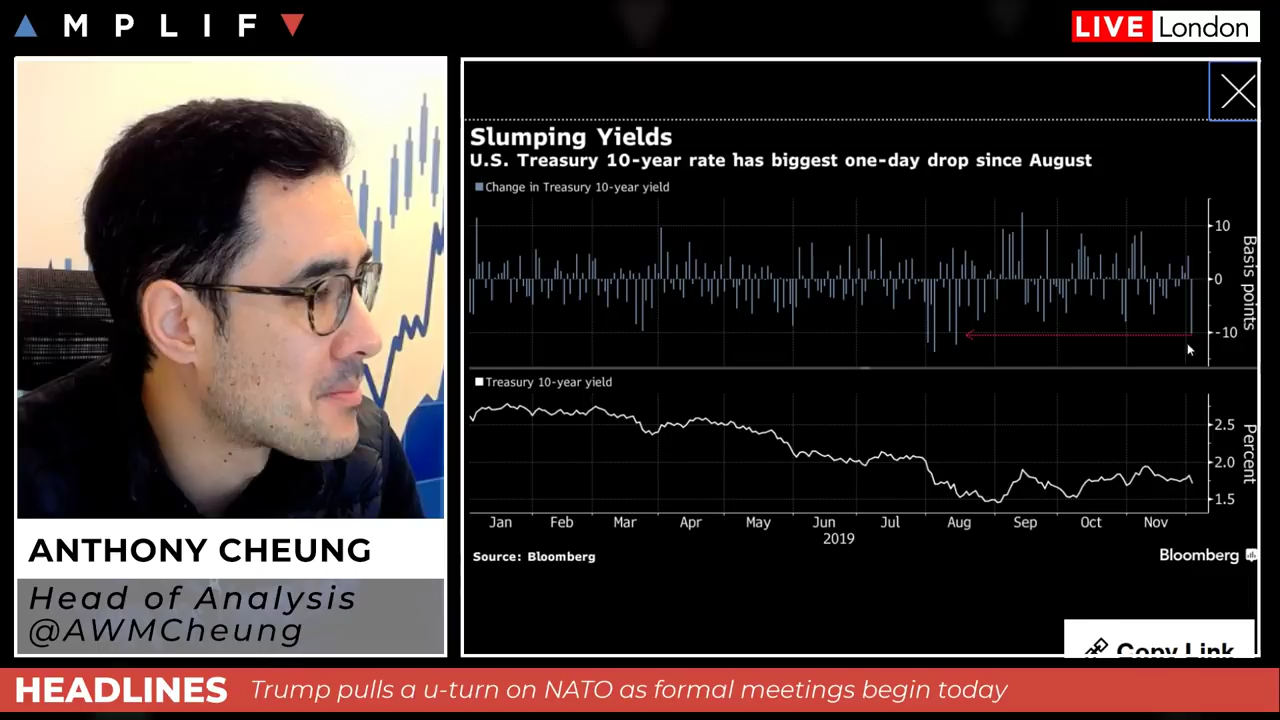 ▲ M P L I F ▼
LIVE London
Slumping Yields
U.S. Treasury 10-year rate has biggest one-day drop since August
Change in Treasury 10-year yield
10
0
-10
Basis points
Treasury 10-year yield
2.5
2.0
1.5
Percent
Jan Feb Mar Apr May Jun Jul Aug Sep Oct Nov
2019
Source: Bloomberg
Bloomberg
Copy Link
ANTHONY CHEUNG
Head of Analysis
@AWMCheung
HEADLINES Trump pulls a u-turn on NATO as formal meetings begin today